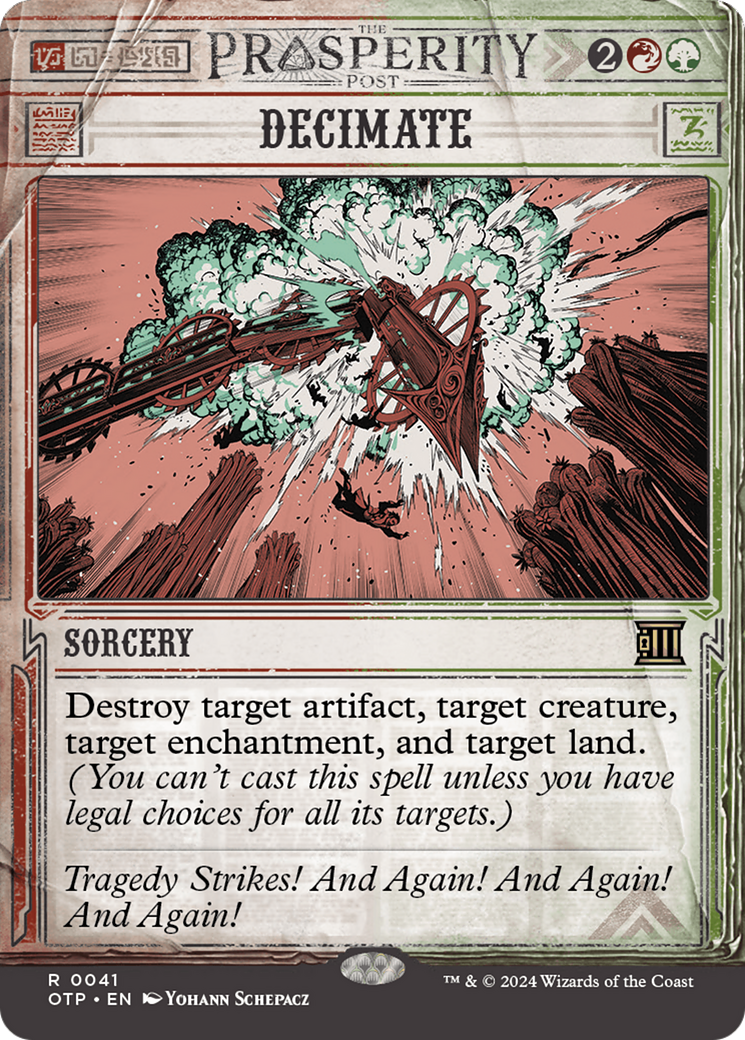 THE
PROSPERITY
POST
2
DECIMATE
SORCERY
Destroy target artifact, target creature,
target enchantment, and target land.
(You can't cast this spell unless you have
legal choices for all its targets.)
Tragedy Strikes! And Again! And Again!
And Again!
R 0041
OTP • EN YOHANN SCHEPACZ
™ & © 2024 Wizards of the Coast